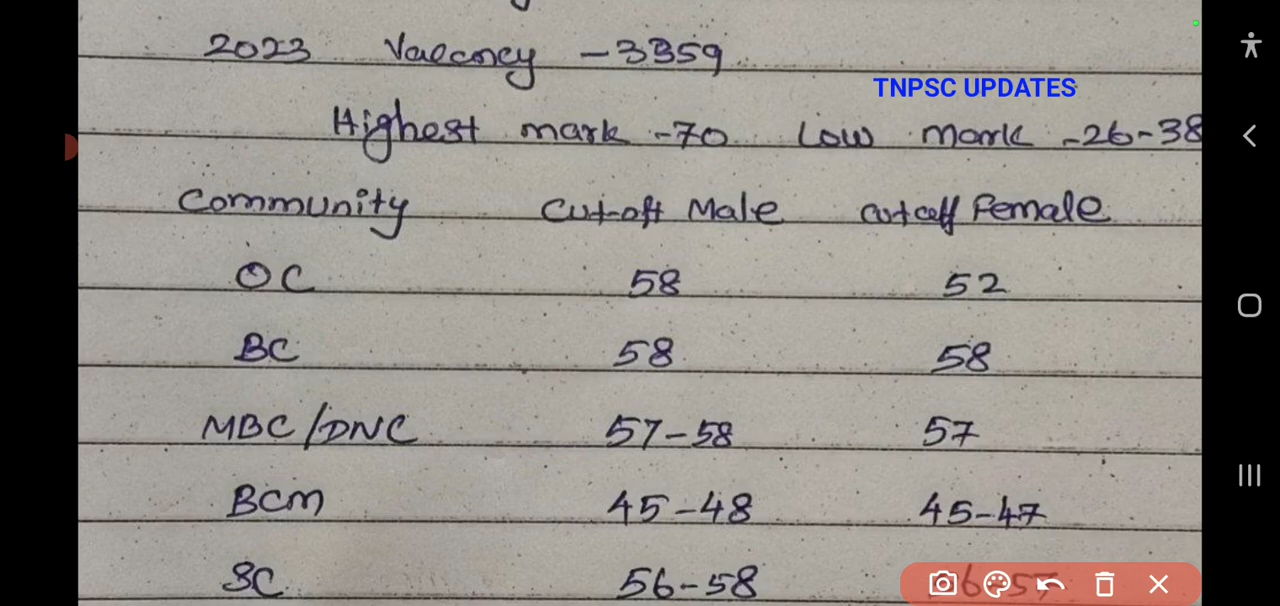 2023 Vaccncy - 3359
TNPSC UPDATES
Highest mark -70 Low mark -26-38
Community Cut-off Male cutoff Female
OC 58 52
BC 58 58
MBC/DNC 57-58 57
BCM 45-48 45-47
SC 56-58